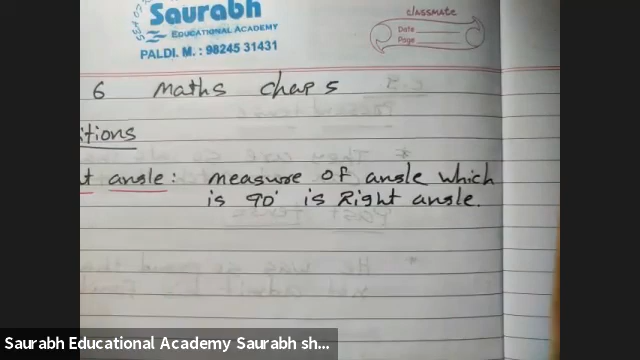 Saurabh
EDUCATIONAL ACADEMY
PALDI. M. : 98245 31431
classmate
Date
Page
6 Maths Chap 5
itions
t angle: measure of angle which
is 90° is Right angle.
Saurabh Educational Academy Saurabh sh...